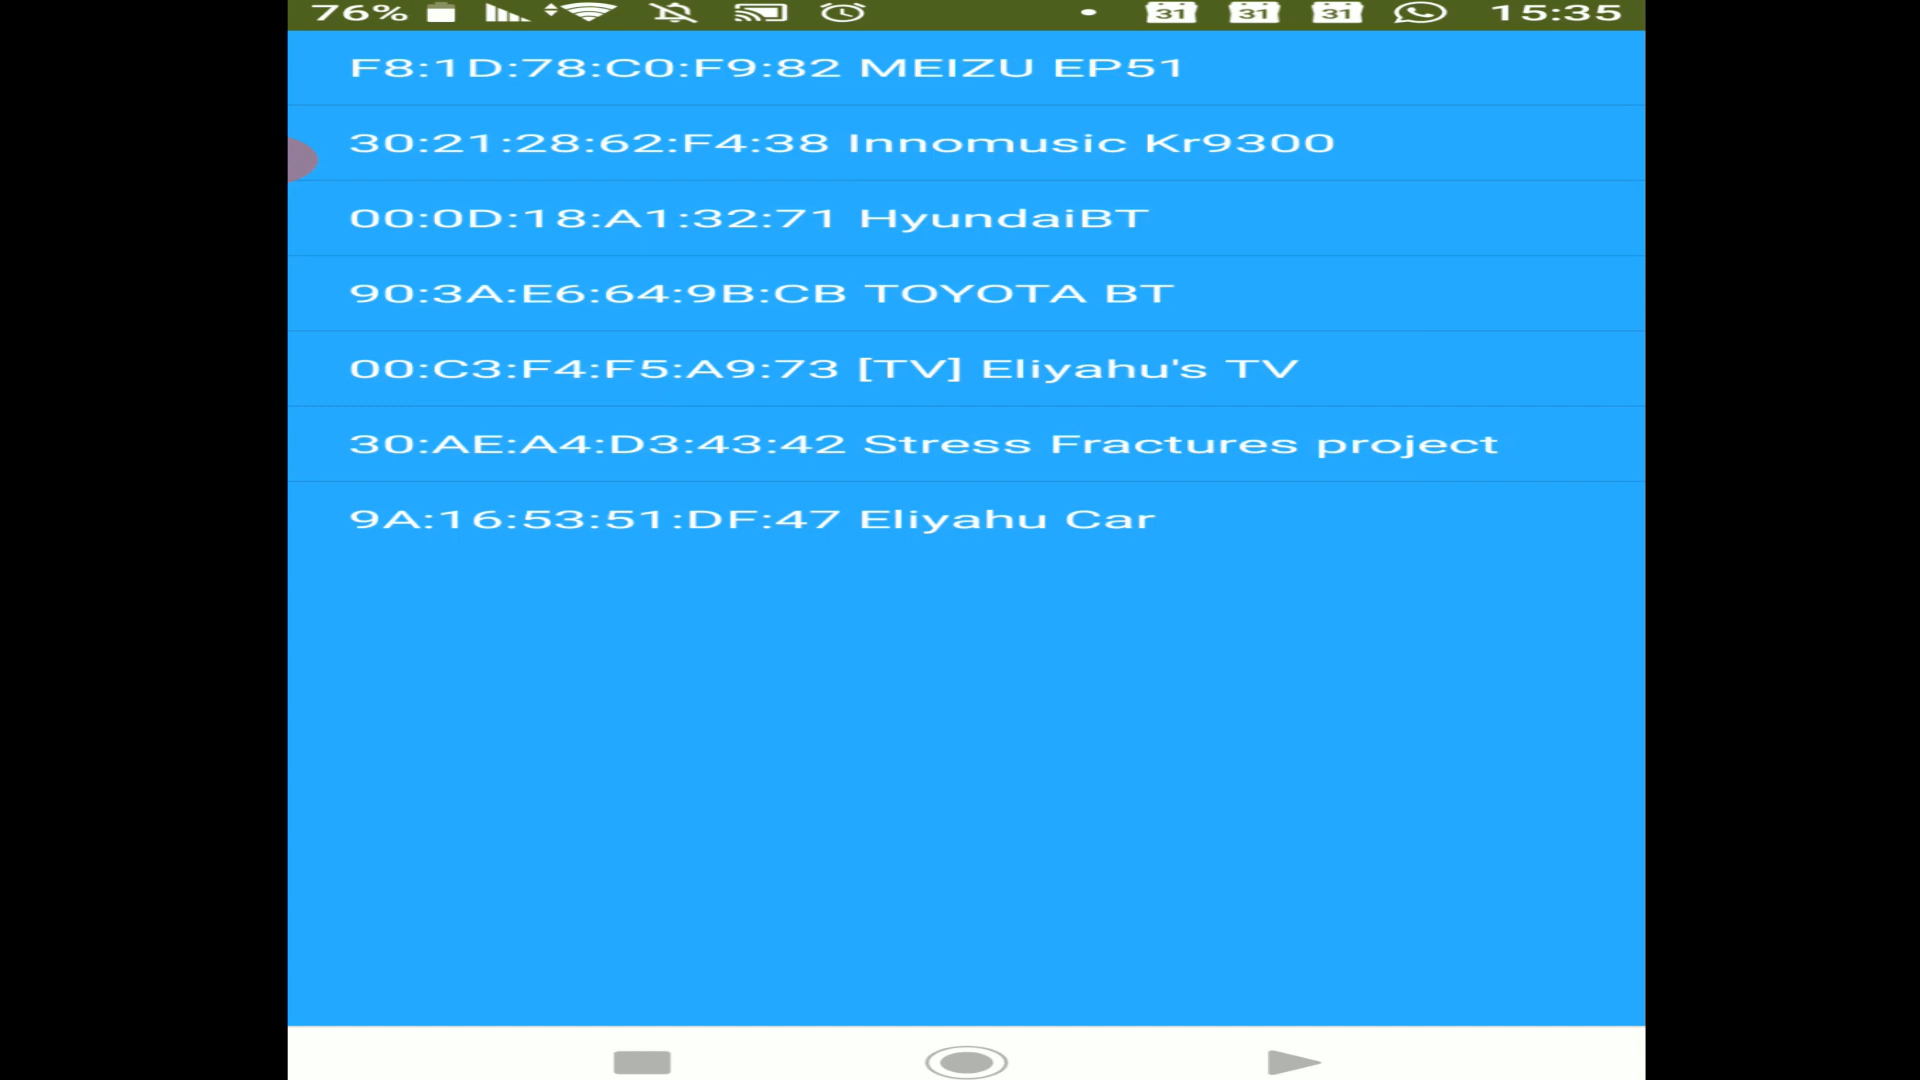 76% 31 31 31 15:35
F8:1D:78:C0:F9:82 MEIZU EP51
30:21:28:62:F4:38 Innomusic Kr9300
00:0D:18:A1:32:71 HyundaiBT
90:3A:E6:64:9B:CB TOYOTA BT
00:C3:F4:F5:A9:73 [TV] Eliyahu's TV
30:AE:A4:D3:43:42 Stress Fractures project
9A:16:53:51:DF:47 Eliyahu Car